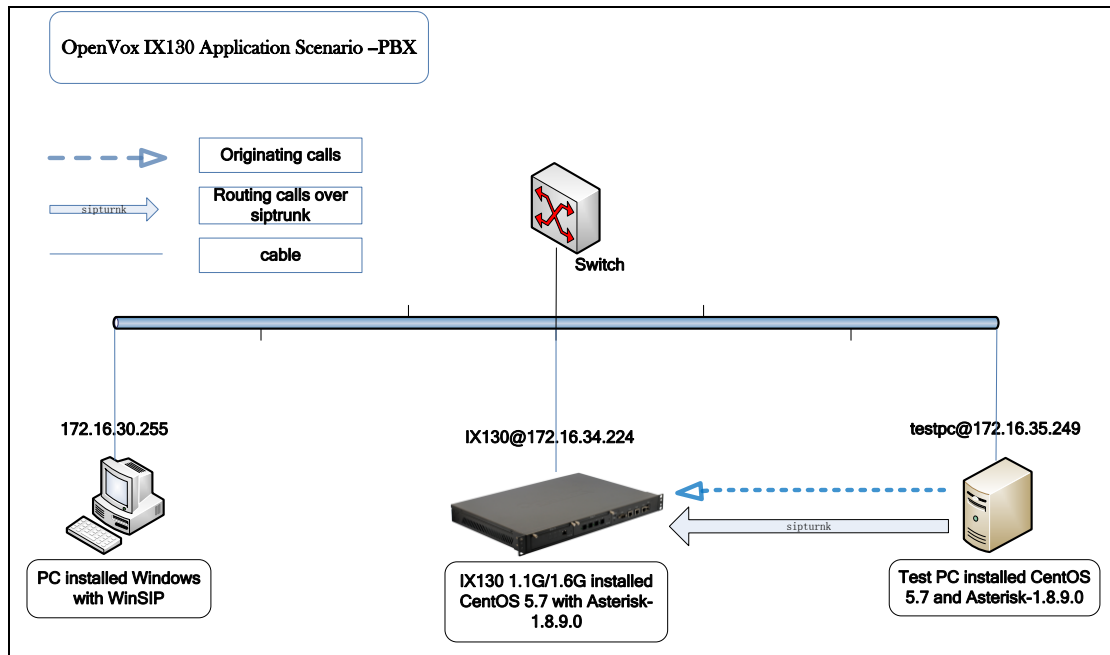 OpenVox IX130 Application Scenario –PBX
Originating calls
sipturnk
Routing calls over
siptrunk
cable
Switch
172.16.30.255
IX130@172.16.34.224
testpc@172.16.35.249
sipturnk
PC installed Windows
with WinSIP
IX130 1.1G/1.6G installed
CentOS 5.7 with Asterisk-
1.8.9.0
Test PC installed CentOS
5.7 and Asterisk-1.8.9.0